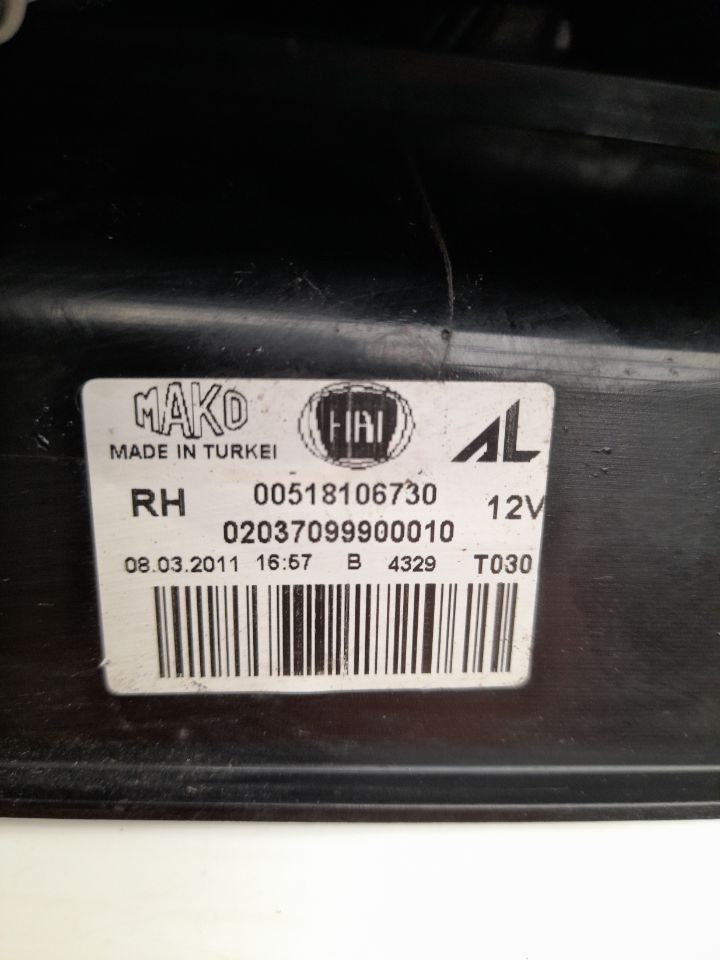 MAKO FIAT AL
MADE IN TURKEI
RH 00518106730 12V
02037099900010
08.03.2011 16:57 B 4329 T030